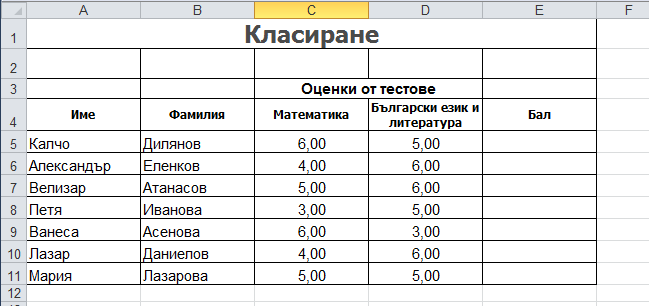 A B C D E F
1 Класиране
2
3 Оценки от тестове
4 Име Фамилия Математика Български език и литература Бал
5 Калчо Дилянов 6,00 5,00
6 Александър Еленков 4,00 6,00
7 Велизар Атанасов 5,00 6,00
8 Петя Иванова 3,00 5,00
9 Ванеса Асенова 6,00 3,00
10 Лазар Даниелов 4,00 6,00
11 Мария Лазарова 5,00 5,00
12